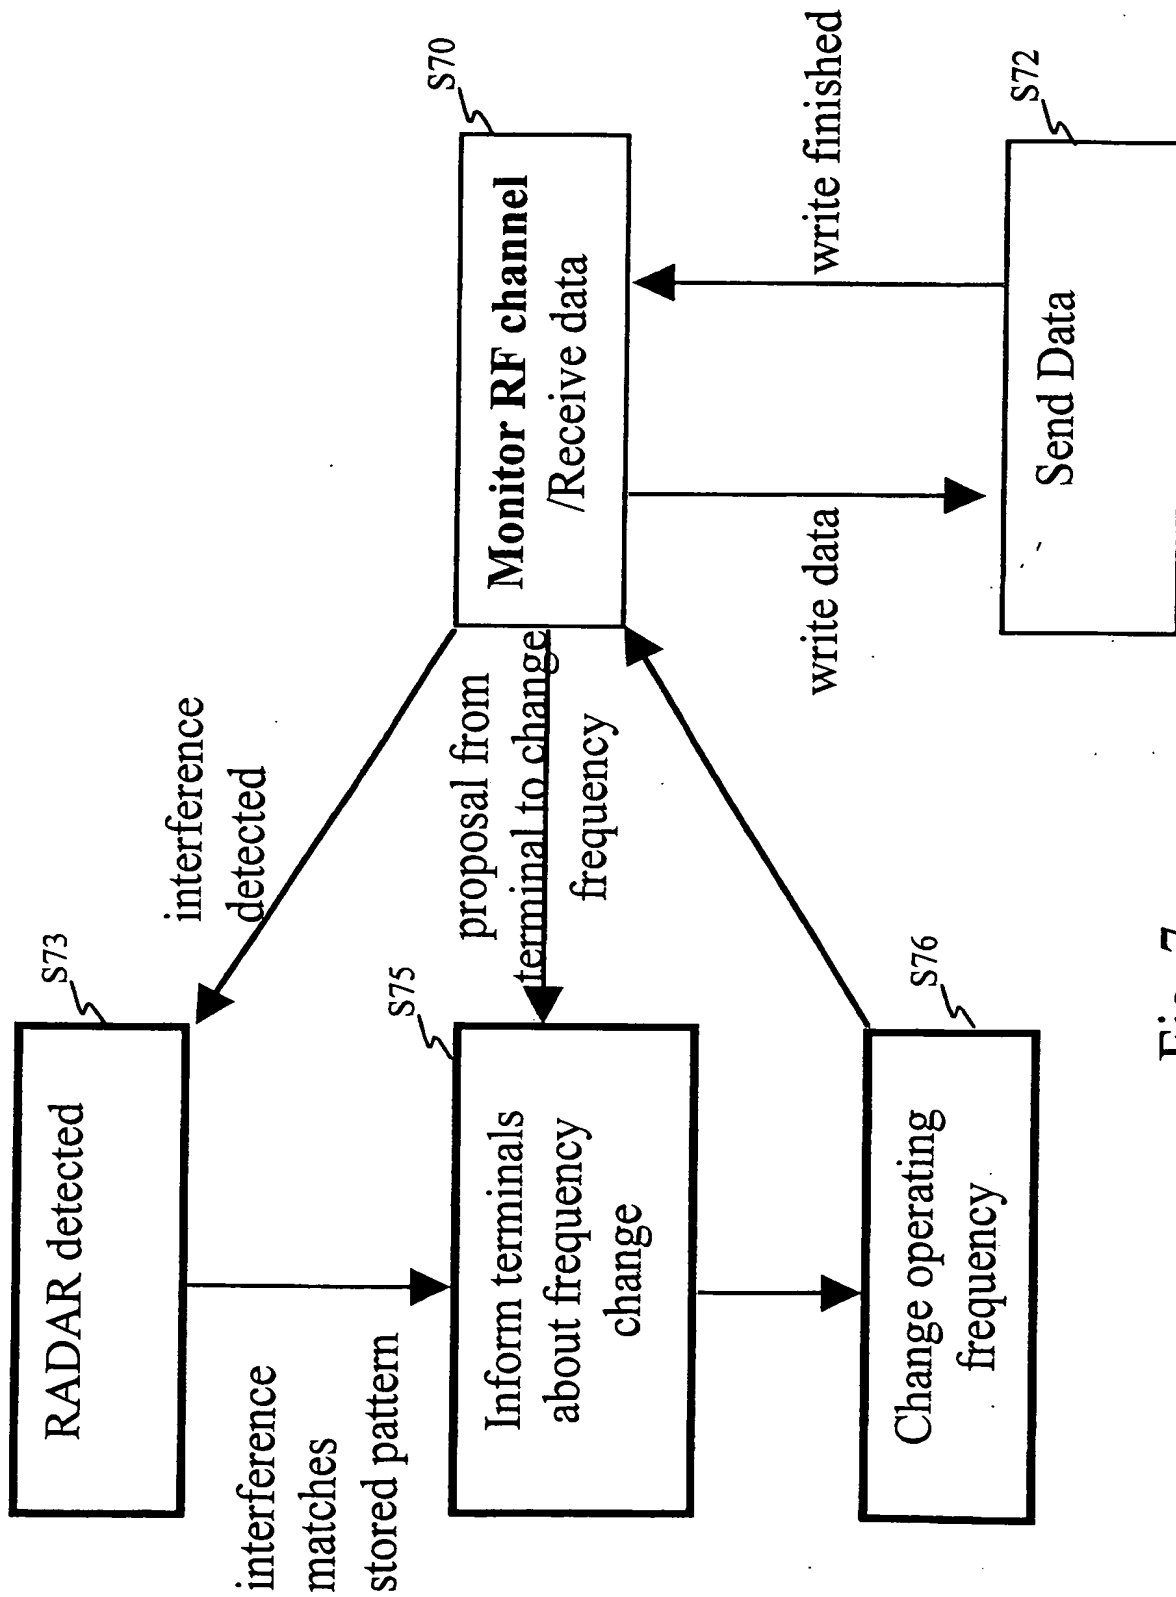 RADAR detected
S73
interference
detected
interference
matches
stored pattern
Inform terminals
about frequency
change
S75
proposal from
terminal to change
frequency
Monitor RF channel
/Receive data
S70
Change operating
frequency
S76
write data
write finished
Send Data
S72